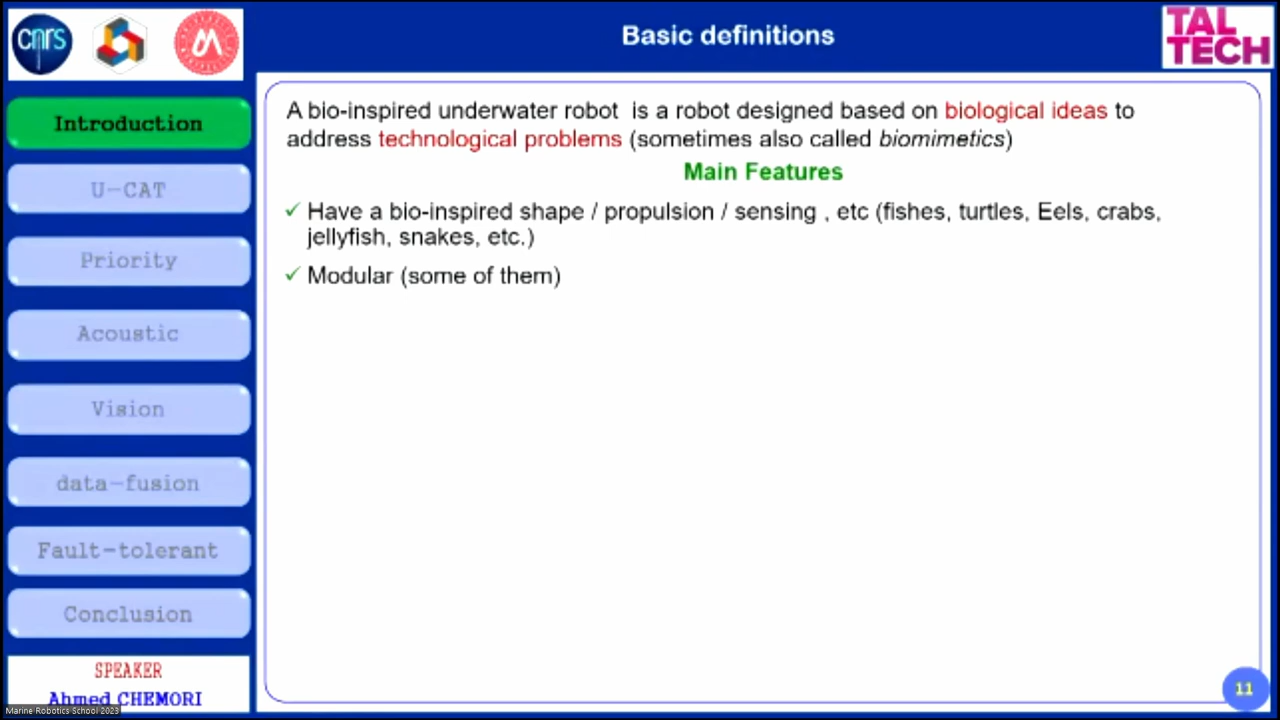 cnrs
Basic definitions
TAL
TECH
Introduction
U-CAT
Priority
Acoustic
Vision
data-fusion
Fault-tolerant
Conclusion
SPEAKER
Ahmed CHEMORI
Marine Robotics School 2023
A bio-inspired underwater robot is a robot designed based on biological ideas to
address technological problems (sometimes also called biomimetics)
Main Features
✓ Have a bio-inspired shape / propulsion / sensing , etc (fishes, turtles, Eels, crabs,
jellyfish, snakes, etc.)
✓ Modular (some of them)
11